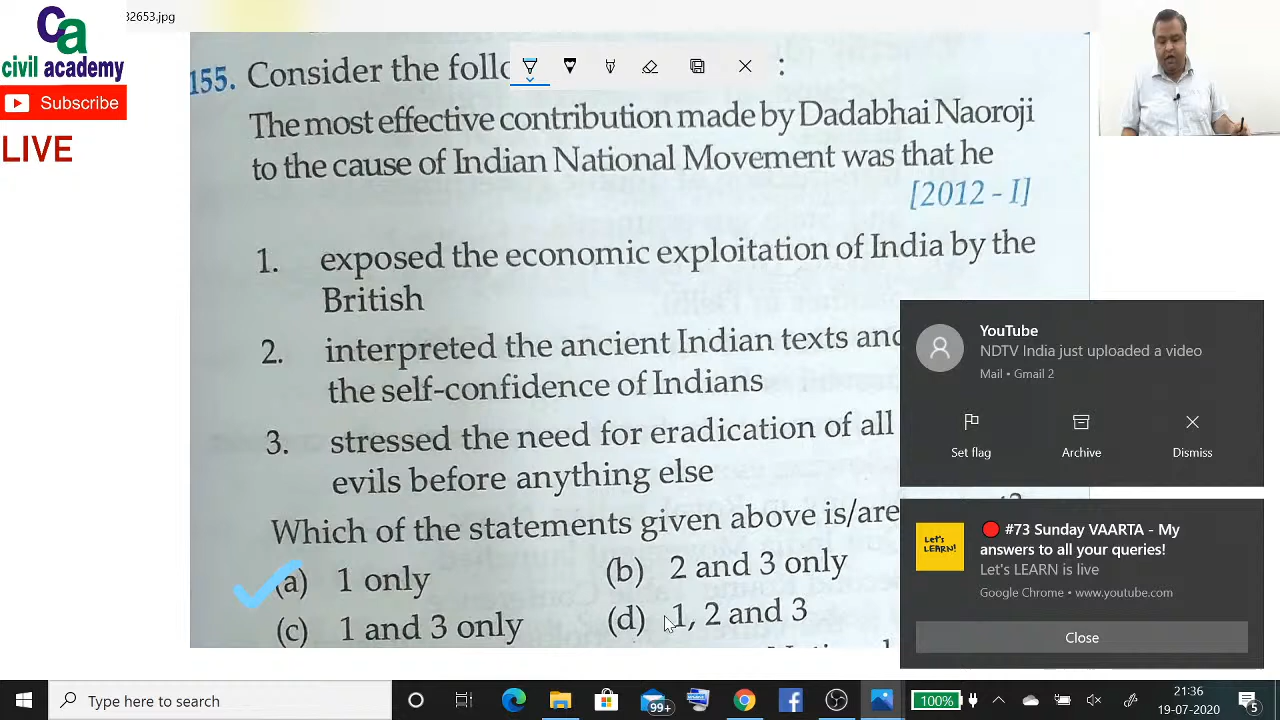 32653.jpg
ca
civil academy
Subscribe
LIVE
155. Consider the follo :
The most effective contribution made by Dadabhai Naoroji
to the cause of Indian National Movement was that he
[2012 - I]
1. exposed the economic exploitation of India by the
British
2. interpreted the ancient Indian texts and
the self-confidence of Indians
3. stressed the need for eradication of all
evils before anything else
Which of the statements given above is/are
(a) 1 only (b) 2 and 3 only
(c) 1 and 3 only (d) 1, 2 and 3
YouTube
NDTV India just uploaded a video
Mail • Gmail 2
Set flag Archive Dismiss
Let's LEARN!
#73 Sunday VAARTA - My
answers to all your queries!
Let's LEARN is live
Google Chrome • www.youtube.com
Close
Type here to search
99+
100%
21:36
19-07-2020
5